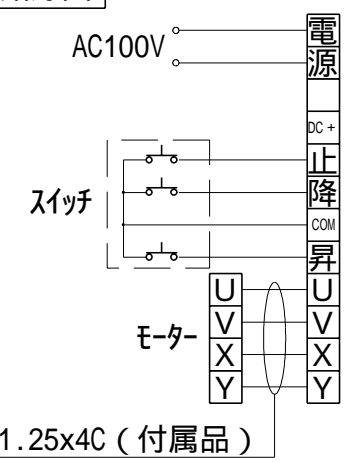 AC100V
電
源
DC +
止
降
COM
昇
スイッチ
モーター
U U
V V
X X
Y Y
1.25x4C(付属品)